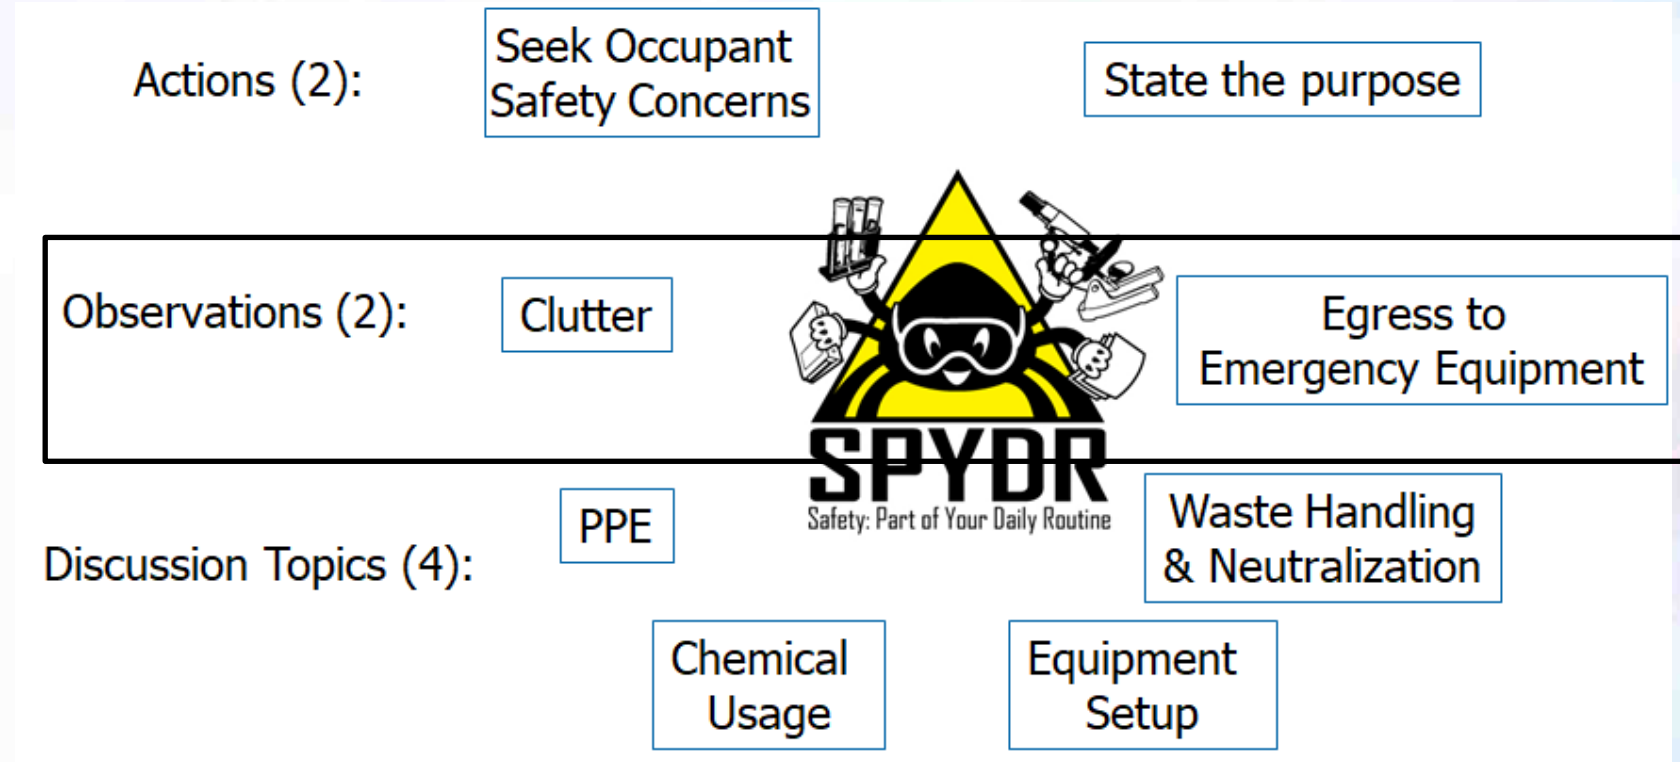 Actions (2):
Seek Occupant
Safety Concerns
State the purpose
Observations (2):
Clutter
Egress to
Emergency Equipment
SPYDR
Safety: Part of Your Daily Routine
Discussion Topics (4):
PPE
Waste Handling
& Neutralization
Chemical
Usage
Equipment
Setup